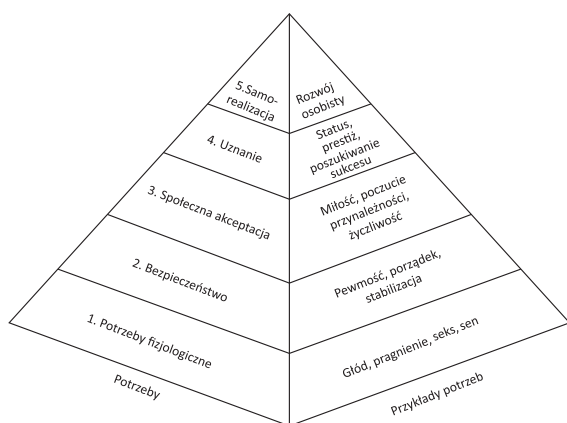 5.Samo-
realizacja
Rozwój
osobisty
4. Uznanie
Status,
prestiż,
poszukiwanie
sukcesu
3. Społeczna akceptacja
Miłość, poczucie
przynależności,
życzliwość
2. Bezpieczeństwo
Pewmość, porządek,
stabilizacja
1. Potrzeby fizjologiczne
Głód, pragnienie, seks, sen
Potrzeby
Przykłady potrzeb